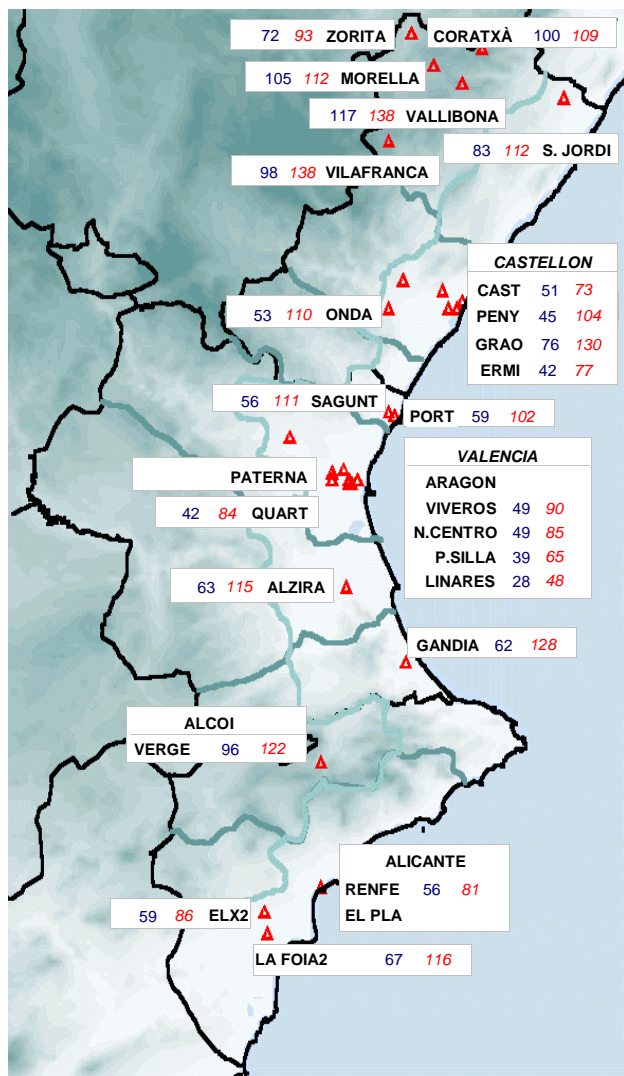 72 93 ZORITA
CORATXÀ 100 109
105 112 MORELLA
117 138 VALLIBONA
83 112 S. JORDI
98 138 VILAFRANCA
CASTELLON
CAST 51 73
PENY 45 104
GRAO 76 130
ERMI 42 77
53 110 ONDA
56 111 SAGUNT
PORT 59 102
PATERNA
42 84 QUART
VALENCIA
ARAGON
VIVEROS 49 90
N.CENTRO 49 85
P.SILLA 39 65
LINARES 28 48
63 115 ALZIRA
GANDIA 62 128
ALCOI
VERGE 96 122
ALICANTE
RENFE 56 81
EL PLA
59 86 ELX2
LA FOIA2 67 116